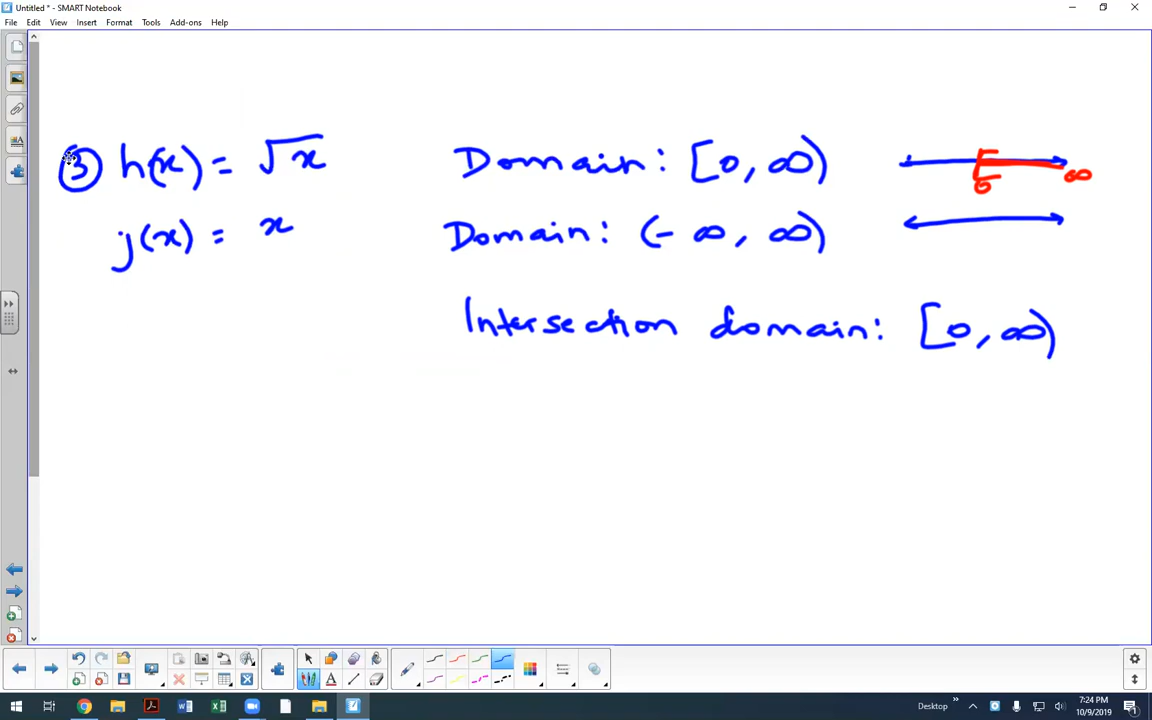 Untitled * - SMART Notebook
File Edit View Insert Format Tools Add-ons Help
③ h(x) = √x Domain: [0, ∞)
0 ∞
j(x) = x Domain: (- ∞, ∞)
Intersection domain: [0, ∞)
Desktop » 7:24 PM
10/9/2019